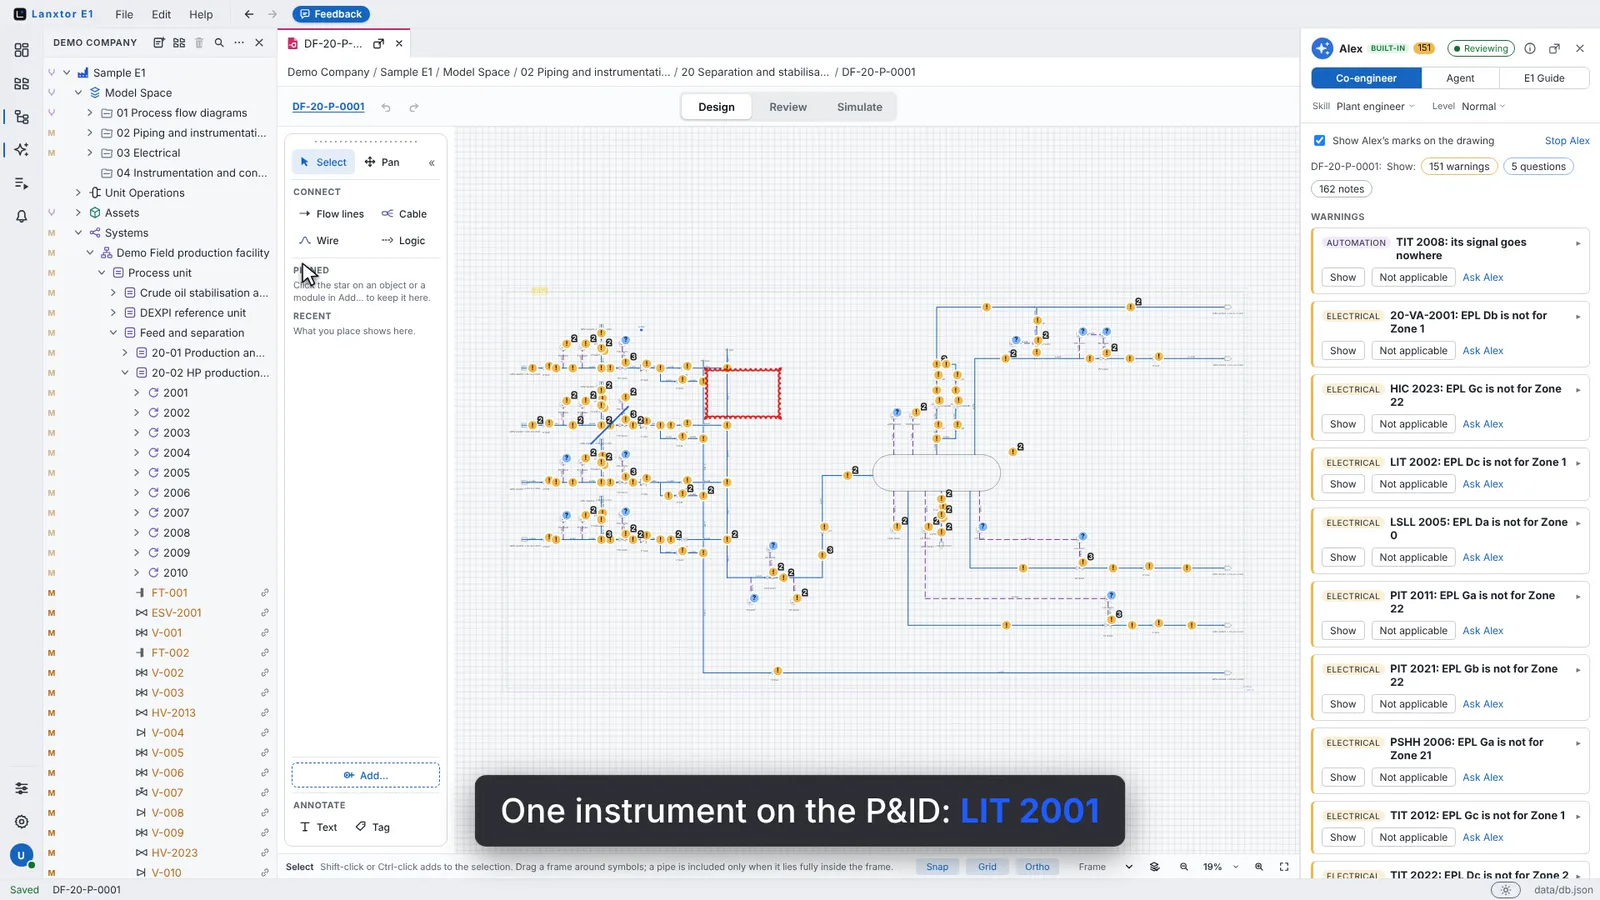 Lanxtor E1 File Edit Help Feedback
DEMO COMPANY
Sample E1
Model Space
01 Process flow diagrams
02 Piping and instrumentati...
03 Electrical
04 Instrumentation and con...
Unit Operations
Assets
Systems
Demo Field production facility
Process unit
Crude oil stabilisation a...
DEXPI reference unit
Feed and separation
20-01 Production an...
20-02 HP production...
2001
2002
2003
2004
2005
2006
2007
2008
2009
2010
M FT-001
M ESV-2001
M V-001
M FT-002
M V-002
M V-003
M HV-2013
M V-004
M V-005
M V-006
M V-007
M V-008
M V-009
M HV-2023
M V-010
Saved DF-20-P-0001
DF-20-P-...
Demo Company / Sample E1 / Model Space / 02 Piping and instrumentati... / 20 Separation and stabilisa... / DF-20-P-0001
DF-20-P-0001
Design Review Simulate
Select Pan
CONNECT
Flow lines Cable
Wire Logic
Click the star on an object or a
module in Add... to keep it here.
RECENT
What you place shows here.
Add...
ANNOTATE
Text Tag
One instrument on the P&ID: LIT 2001
Select Shift-click or Ctrl-click adds to the selection. Drag a frame around symbols; a pipe is included only when it lies fully inside the frame. Snap Grid Ortho Frame 19%
Alex BUILT-IN 151 Reviewing
Co-engineer Agent E1 Guide
Skill Plant engineer Level Normal
Show Alex's marks on the drawing Stop Alex
DF-20-P-0001: Show: 151 warnings 5 questions
162 notes
WARNINGS
AUTOMATION TIT 2008: its signal goes
nowhere
Show Not applicable Ask Alex
ELECTRICAL 20-VA-2001: EPL Db is not for
Zone 1
Show Not applicable Ask Alex
ELECTRICAL HIC 2023: EPL Gc is not for Zone
22
Show Not applicable Ask Alex
ELECTRICAL LIT 2002: EPL Dc is not for Zone 1
Show Not applicable Ask Alex
ELECTRICAL LSLL 2005: EPL Da is not for Zone
0
Show Not applicable Ask Alex
ELECTRICAL PIT 2011: EPL Ga is not for Zone
22
Show Not applicable Ask Alex
ELECTRICAL PIT 2021: EPL Gb is not for Zone
22
Show Not applicable Ask Alex
ELECTRICAL PSHH 2006: EPL Ga is not for
Zone 21
Show Not applicable Ask Alex
ELECTRICAL TIT 2012: EPL Gc is not for Zone 1
Show Not applicable Ask Alex
ELECTRICAL TIT 2022: EPL Dc is not for Zone 2
data/db.json